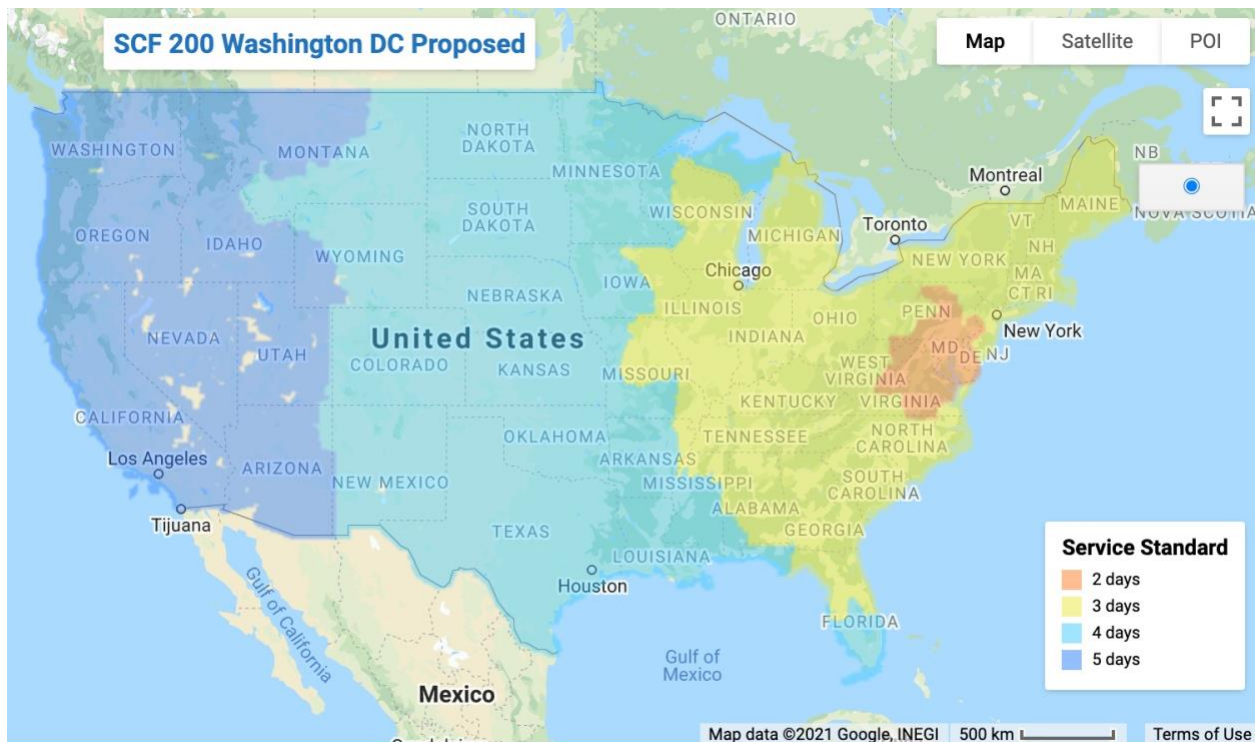 SCF 200 Washington DC Proposed
ONTARIO
Map
Satellite
POI
NB
WASHINGTON
MONTANA
NORTH
DAKOTA
MINNESOTA
Montreal
MAINE
NOVA SCOTIA
OREGON
IDAHO
SOUTH
DAKOTA
WISCONSIN
MICHIGAN
Toronto
VT
NH
WYOMING
IOWA
Chicago
NEW YORK
MA
CT RI
NEBRASKA
ILLINOIS
INDIANA
OHIO
PENN
New York
NEVADA
UTAH
United States
COLORADO
KANSAS
MISSOURI
WEST
VIRGINIA
MD
DE
NJ
KENTUCKY
VIRGINIA
CALIFORNIA
OKLAHOMA
TENNESSEE
NORTH
CAROLINA
Los Angeles
ARIZONA
NEW MEXICO
ARKANSAS
MISSISSIPPI
SOUTH
CAROLINA
ALABAMA
GEORGIA
Tijuana
TEXAS
LOUISIANA
Houston
Gulf of California
FLORIDA
Gulf of
Mexico
Mexico
Service Standard
2 days
3 days
4 days
5 days
Map data ©2021 Google, INEGI
500 km
Terms of Use